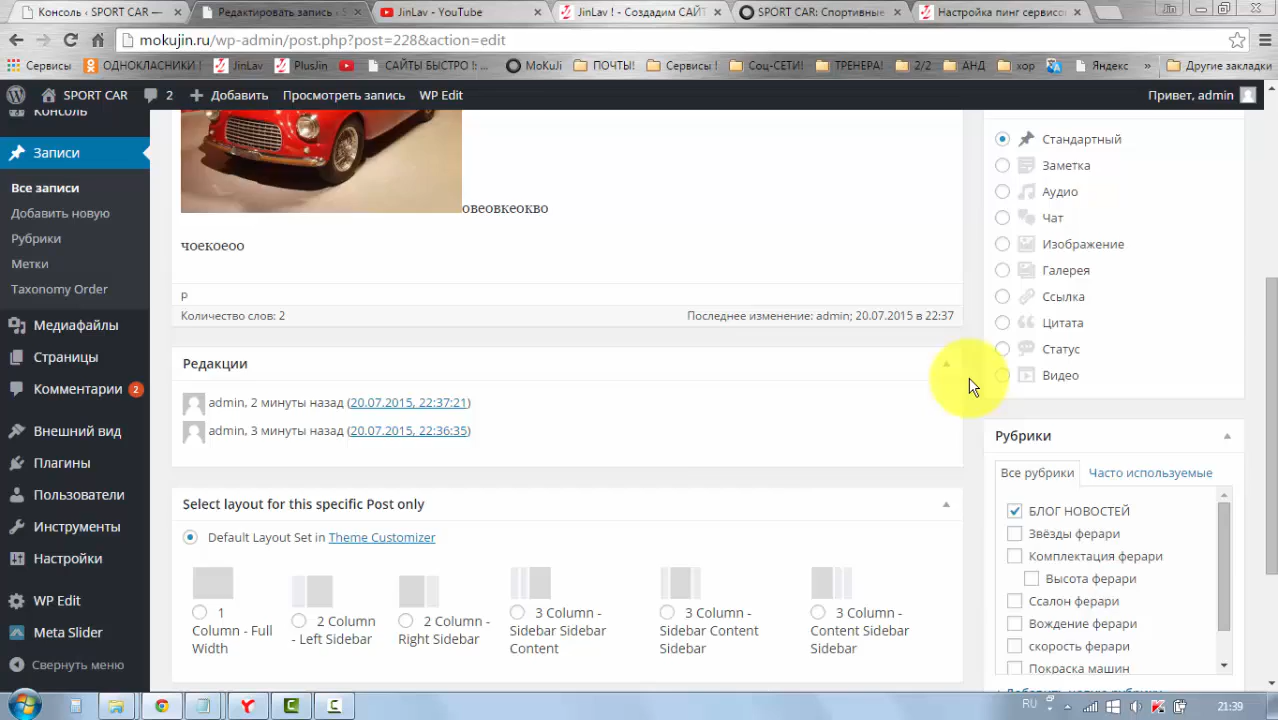 Консоль ‹ SPORT CAR —
Редактировать запись ‹ S
JinLav - YouTube
JinLav ! - Создадим САЙТ
SPORT CAR: Спортивные
Настройка пинг сервисо
mokujin.ru/wp-admin/post.php?post=228&action=edit
Сервисы
ОДНОКЛАСНИКИ !
JinLav
PlusJin
САЙТЫ БЫСТРО !: ...
MoKuJi
ПОЧТЫ!
Сервисы !
Соц-СЕТИ!
ТРЕНЕРА!
2/2
АНД
хор
Яндекс
»
Другие закладки
SPORT CAR
2
Добавить
Просмотреть запись
WP Edit
Привет, admin
Консоль
Записи
Все записи
Добавить новую
Рубрики
Метки
Taxonomy Order
Медиафайлы
Страницы
Комментарии 2
Внешний вид
Плагины
Пользователи
Инструменты
Настройки
WP Edit
Meta Slider
Свернуть меню
овеовкеокво
чоекоеоо
P
Количество слов: 2
Последнее изменение: admin; 20.07.2015 в 22:37
Редакции
admin, 2 минуты назад (20.07.2015, 22:37:21)
admin, 3 минуты назад (20.07.2015, 22:36:35)
Select layout for this specific Post only
Default Layout Set in Theme Customizer
1
Column - Full
Width
2 Column
- Left Sidebar
2 Column -
Right Sidebar
3 Column -
Sidebar Sidebar
Content
3 Column -
Sidebar Content
Sidebar
3 Column -
Content Sidebar
Sidebar
Стандартный
Заметка
Аудио
Чат
Изображение
Галерея
Ссылка
Цитата
Статус
Видео
Рубрики
Все рубрики
Часто используемые
БЛОГ НОВОСТЕЙ
Звёзды ферари
Комплектация ферари
Высота ферари
Ссалон ферари
Вождение ферари
скорость ферари
Покраска машин
+ Добавить новую рубрику
RU
21:39